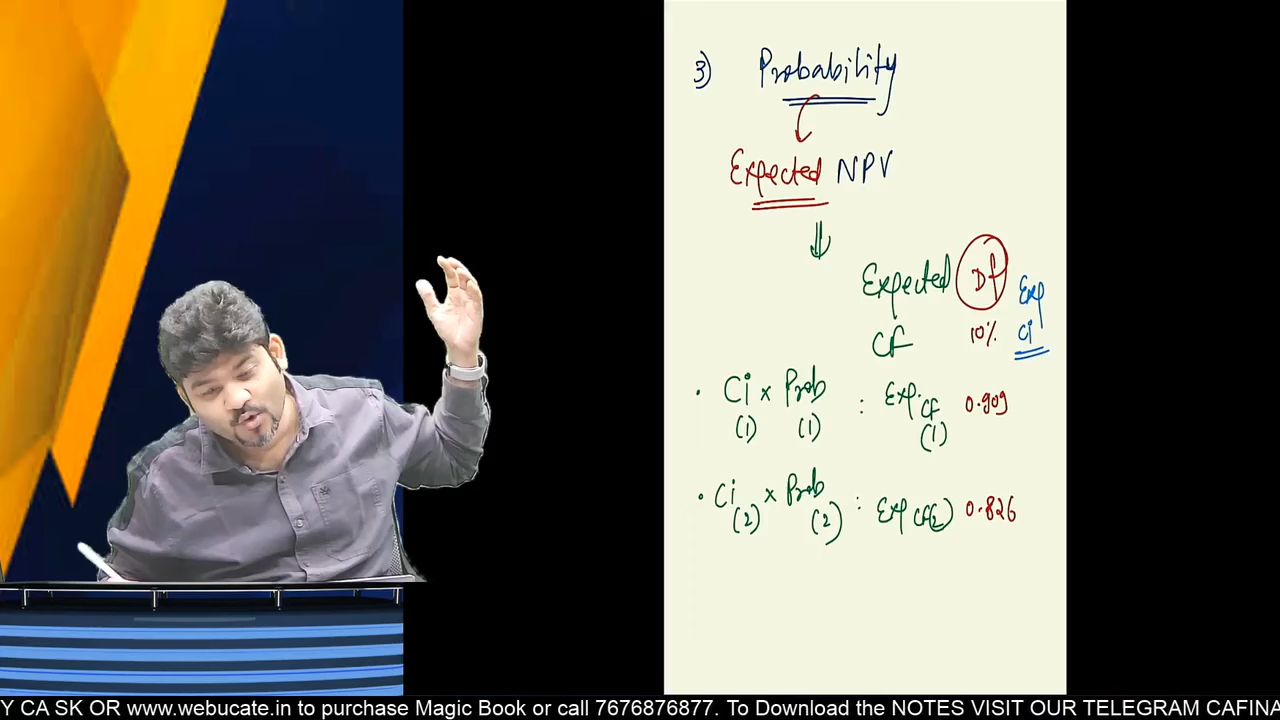 3) Probability
Expected NPV
Expected Df Exp
CF 10% Ci
• Ci x Prob : Exp. CF 0.909
(1) (1) (1)
• Ci x Prob : Exp CF(2) 0.826
(2) (2)
Y CA SK OR www.webucate.in to purchase Magic Book or call 7676876877. To Download the NOTES VISIT OUR TELEGRAM CAFINA